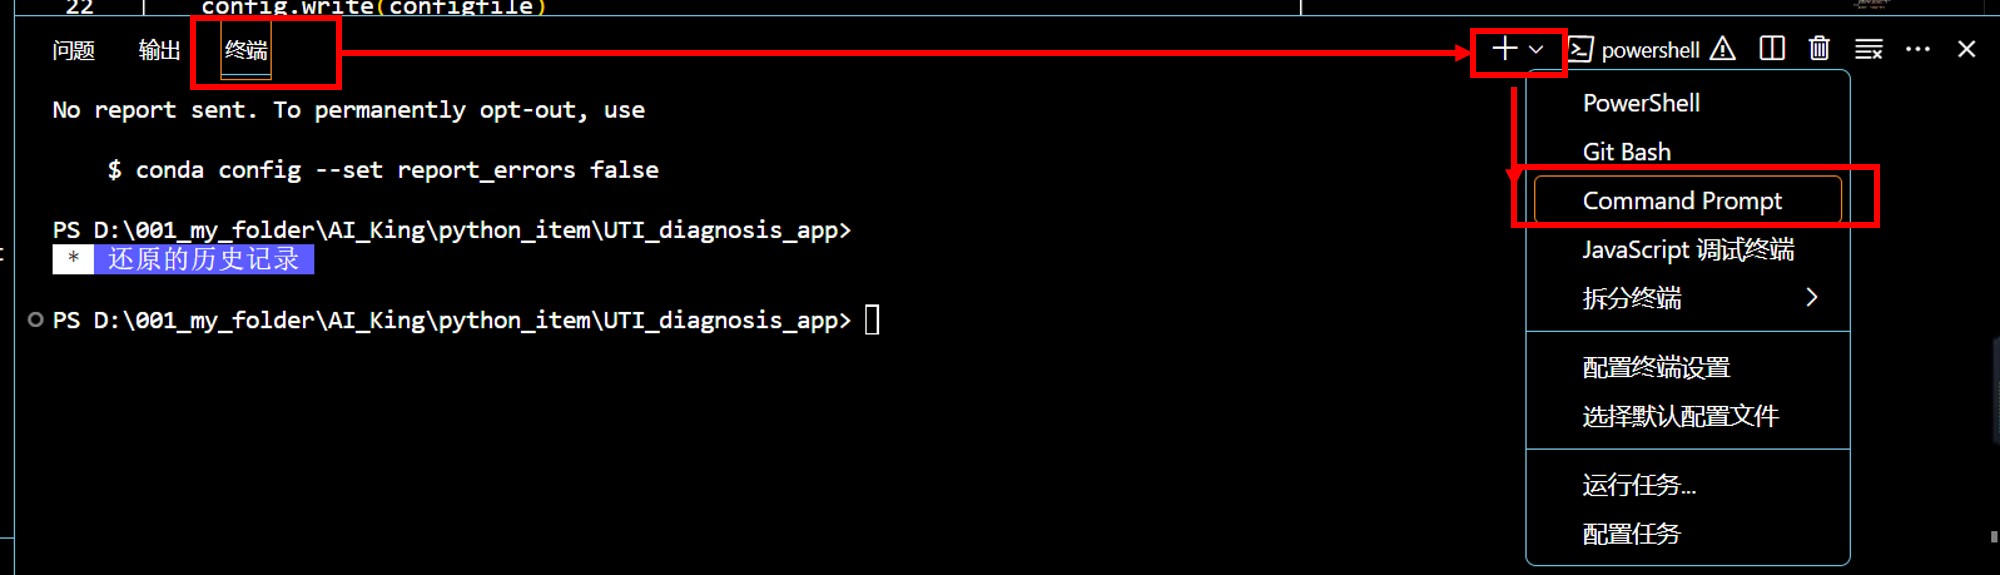 22 config.write(configfile)
问题 输出 终端 powershell
No report sent. To permanently opt-out, use
$ conda config --set report_errors false
PS D:\001_my_folder\AI_King\python_item\UTI_diagnosis_app>
* 还原的历史记录
PS D:\001_my_folder\AI_King\python_item\UTI_diagnosis_app>
PowerShell
Git Bash
Command Prompt
JavaScript 调试终端
拆分终端
配置终端设置
选择默认配置文件
运行任务...
配置任务